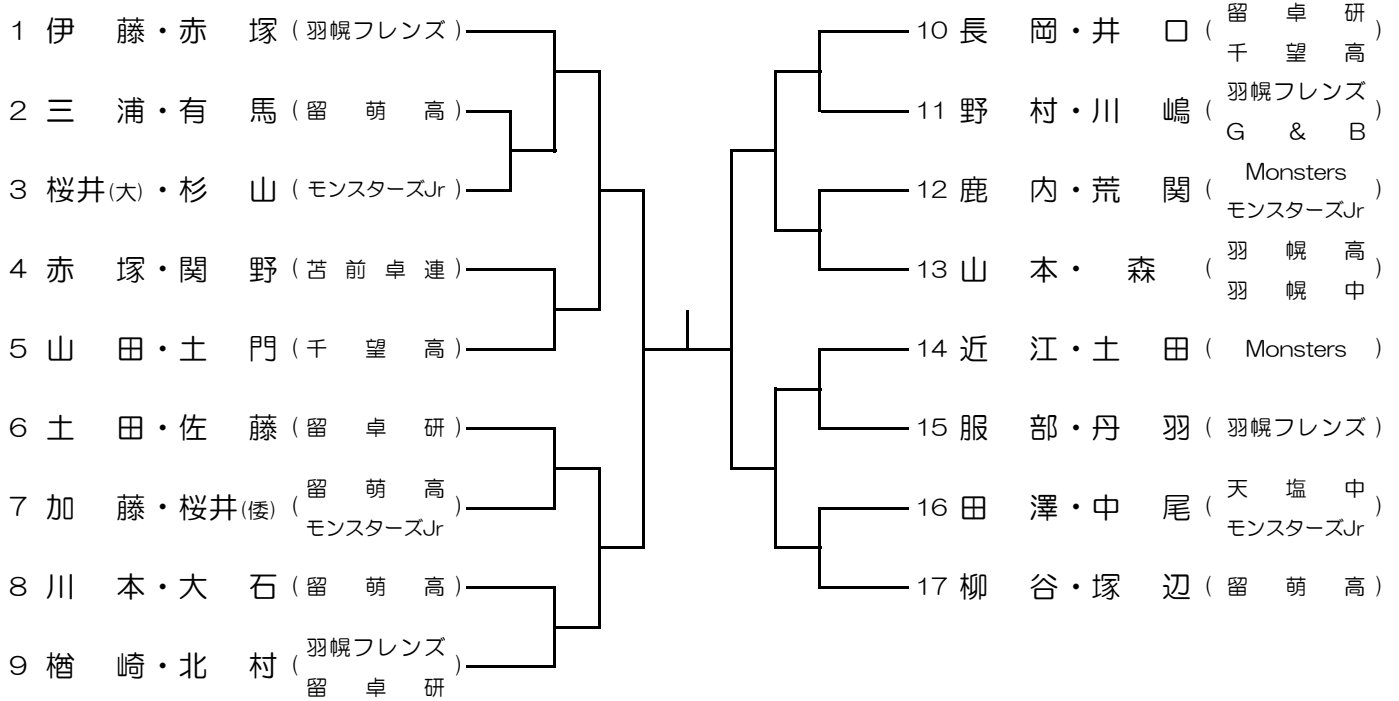 1 伊 藤・赤 塚 (羽幌フレンズ)
2 三 浦・有 馬 (留 萌 高)
3 桜井(大)・杉 山 (モンスターズJr)
4 赤 塚・関 野 (苫 前 卓 連)
5 山 田・土 門 (千 望 高)
6 土 田・佐 藤 (留 卓 研)
7 加 藤・桜井(倭) (留 萌 高
モンスターズJr)
8 川 本・大 石 (留 萌 高)
9 楢 崎・北 村 (羽幌フレンズ
留 卓 研)
10 長 岡・井 口 (留 卓 研
千 望 高)
11 野 村・川 嶋 (羽幌フレンズ
G & B)
12 鹿 内・荒 関 (Monsters
モンスターズJr)
13 山 本・ 森 (羽 幌 高
羽 幌 中)
14 近 江・土 田 (Monsters)
15 服 部・丹 羽 (羽幌フレンズ)
16 田 澤・中 尾 (天 塩 中
モンスターズJr)
17 柳 谷・塚 辺 (留 萌 高)